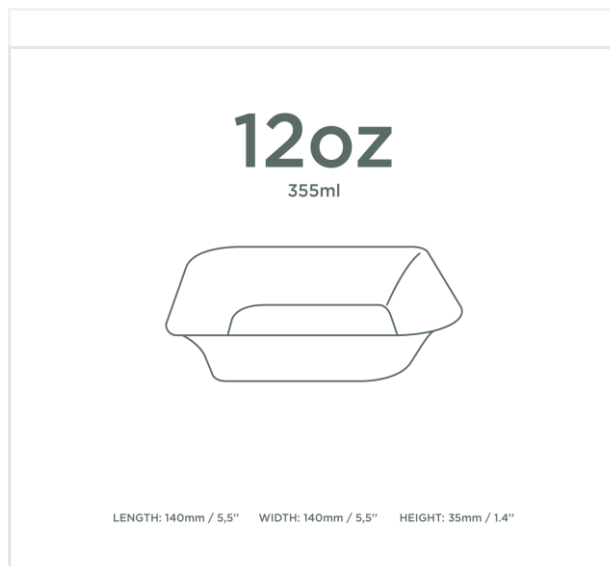 12oz
355ml
LENGTH: 140mm / 5,5'' WIDTH: 140mm / 5,5'' HEIGHT: 35mm / 1.4''